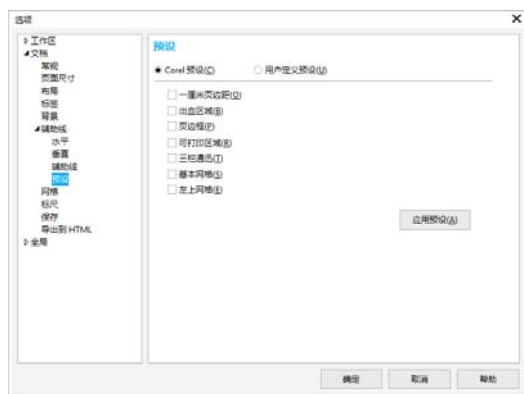 选项
工作区
文档
常规
页面尺寸
布局
标签
背景
辅助线
水平
垂直
辅助线
预设
网格
标尺
保存
导出到 HTML
全局
预设
Corel 预设(C) 用户定义预设(U)
一厘米页边距(O)
出血区域(B)
页边框(P)
可打印区域(R)
三栏通讯(T)
基本网格(S)
左上网格(E)
应用预设(A)
确定 取消 帮助